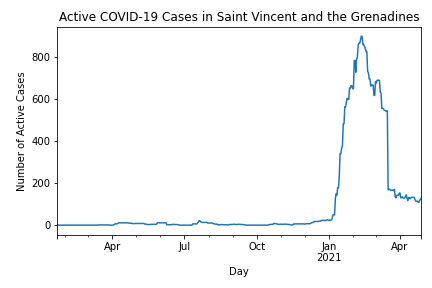 Active COVID-19 Cases in Saint Vincent and the Grenadines
Number of Active Cases
800
600
400
200
0
Apr
Jul
Oct
Jan
2021
Apr
Day